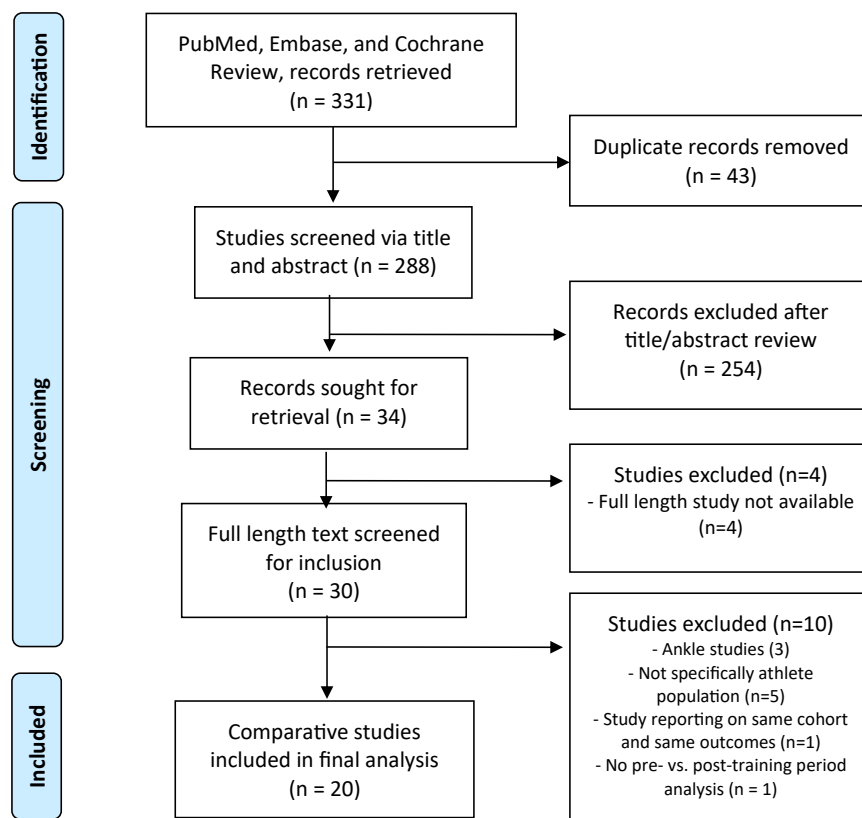 Identification
PubMed, Embase, and Cochrane
Review, records retrieved
(n = 331)
Duplicate records removed
(n = 43)
Screening
Studies screened via title
and abstract (n = 288)
Records excluded after
title/abstract review
(n = 254)
Records sought for
retrieval (n = 34)
Studies excluded (n=4)
- Full length study not available
(n=4)
Full length text screened
for inclusion
(n = 30)
Studies excluded (n=10)
- Ankle studies (3)
- Not specifically athlete
population (n=5)
- Study reporting on same cohort
and same outcomes (n=1)
- No pre- vs. post-training period
analysis (n = 1)
Included
Comparative studies
included in final analysis
(n = 20)